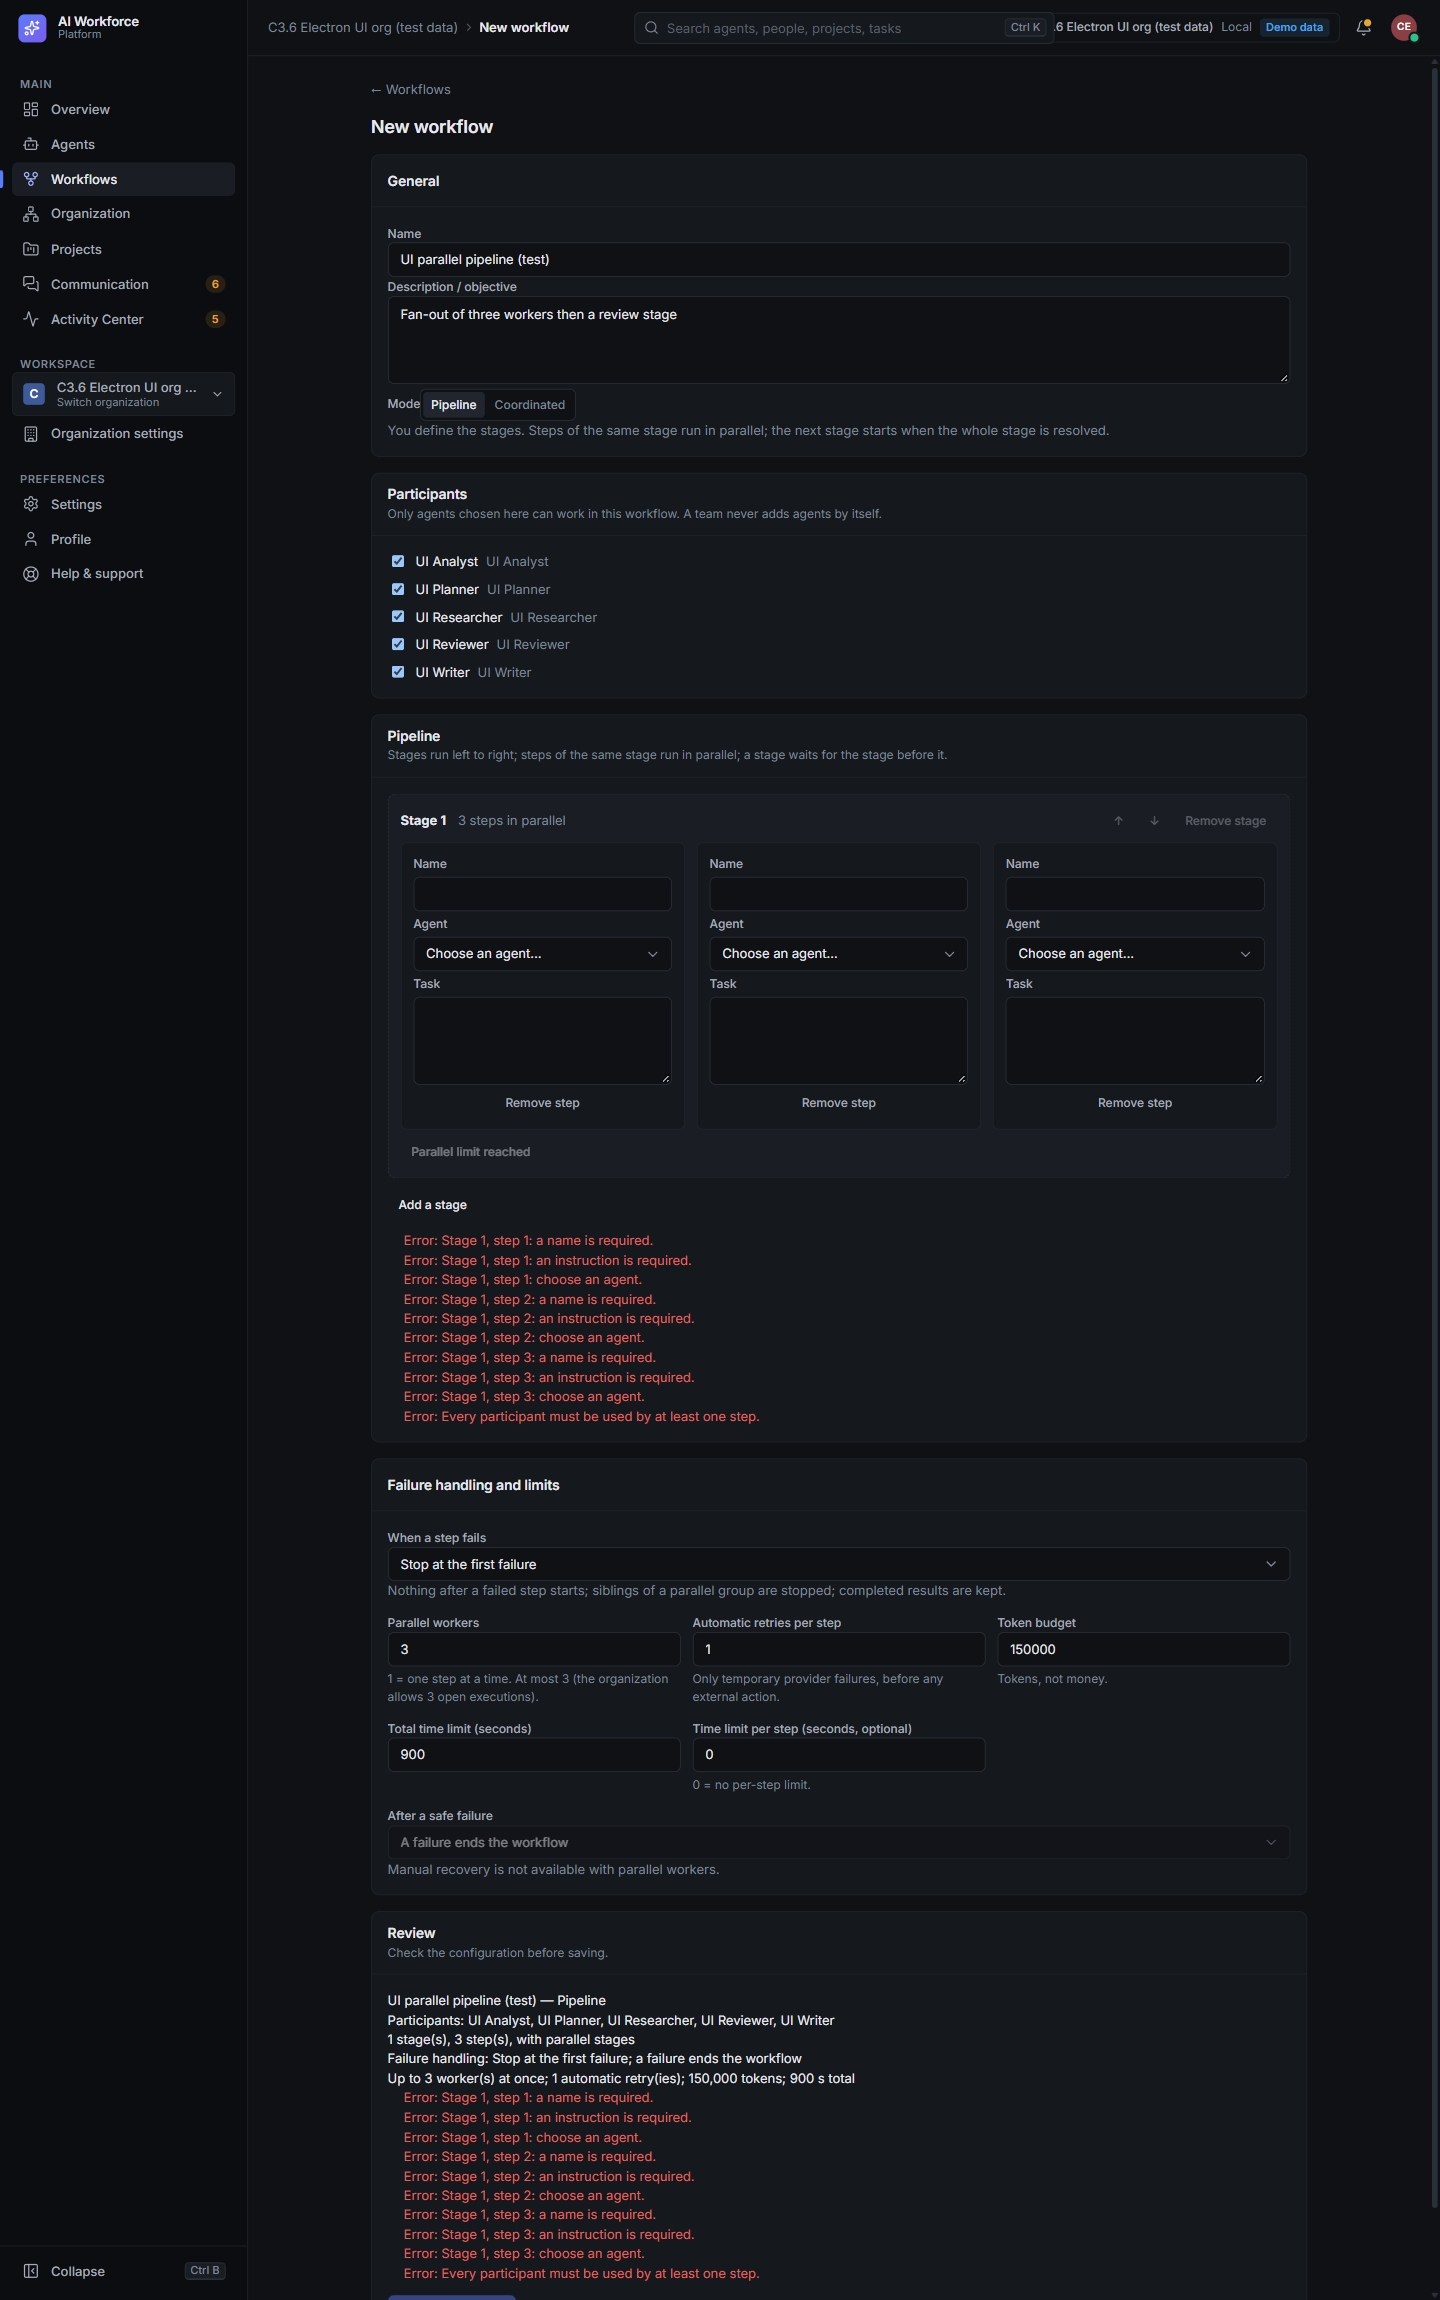 AI Workforce
Platform
C3.6 Electron UI org (test data) › New workflow
Search agents, people, projects, tasks
Ctrl K
.6 Electron UI org (test data) Local Demo data
CE
MAIN
Overview
Agents
Workflows
Organization
Projects
Communication 6
Activity Center 5
WORKSPACE
C
C3.6 Electron UI org ...
Switch organization
Organization settings
PREFERENCES
Settings
Profile
Help & support
Collapse Ctrl B
← Workflows
New workflow
General
Name
UI parallel pipeline (test)
Description / objective
Fan-out of three workers then a review stage
Mode Pipeline Coordinated
You define the stages. Steps of the same stage run in parallel; the next stage starts when the whole stage is resolved.
Participants
Only agents chosen here can work in this workflow. A team never adds agents by itself.
UI Analyst UI Analyst
UI Planner UI Planner
UI Researcher UI Researcher
UI Reviewer UI Reviewer
UI Writer UI Writer
Pipeline
Stages run left to right; steps of the same stage run in parallel; a stage waits for the stage before it.
Stage 1 3 steps in parallel ↑ ↓ Remove stage
Name Name Name
Agent Agent Agent
Choose an agent... Choose an agent... Choose an agent...
Task Task Task
Remove step Remove step Remove step
Parallel limit reached
Add a stage
Error: Stage 1, step 1: a name is required.
Error: Stage 1, step 1: an instruction is required.
Error: Stage 1, step 1: choose an agent.
Error: Stage 1, step 2: a name is required.
Error: Stage 1, step 2: an instruction is required.
Error: Stage 1, step 2: choose an agent.
Error: Stage 1, step 3: a name is required.
Error: Stage 1, step 3: an instruction is required.
Error: Stage 1, step 3: choose an agent.
Error: Every participant must be used by at least one step.
Failure handling and limits
When a step fails
Stop at the first failure
Nothing after a failed step starts; siblings of a parallel group are stopped; completed results are kept.
Parallel workers Automatic retries per step Token budget
3 1 150000
1 = one step at a time. At most 3 (the organization allows 3 open executions).
Only temporary provider failures, before any external action.
Tokens, not money.
Total time limit (seconds) Time limit per step (seconds, optional)
900 0
0 = no per-step limit.
After a safe failure
A failure ends the workflow
Manual recovery is not available with parallel workers.
Review
Check the configuration before saving.
UI parallel pipeline (test) — Pipeline
Participants: UI Analyst, UI Planner, UI Researcher, UI Reviewer, UI Writer
1 stage(s), 3 step(s), with parallel stages
Failure handling: Stop at the first failure; a failure ends the workflow
Up to 3 worker(s) at once; 1 automatic retry(ies); 150,000 tokens; 900 s total
Error: Stage 1, step 1: a name is required.
Error: Stage 1, step 1: an instruction is required.
Error: Stage 1, step 1: choose an agent.
Error: Stage 1, step 2: a name is required.
Error: Stage 1, step 2: an instruction is required.
Error: Stage 1, step 2: choose an agent.
Error: Stage 1, step 3: a name is required.
Error: Stage 1, step 3: an instruction is required.
Error: Stage 1, step 3: choose an agent.
Error: Every participant must be used by at least one step.